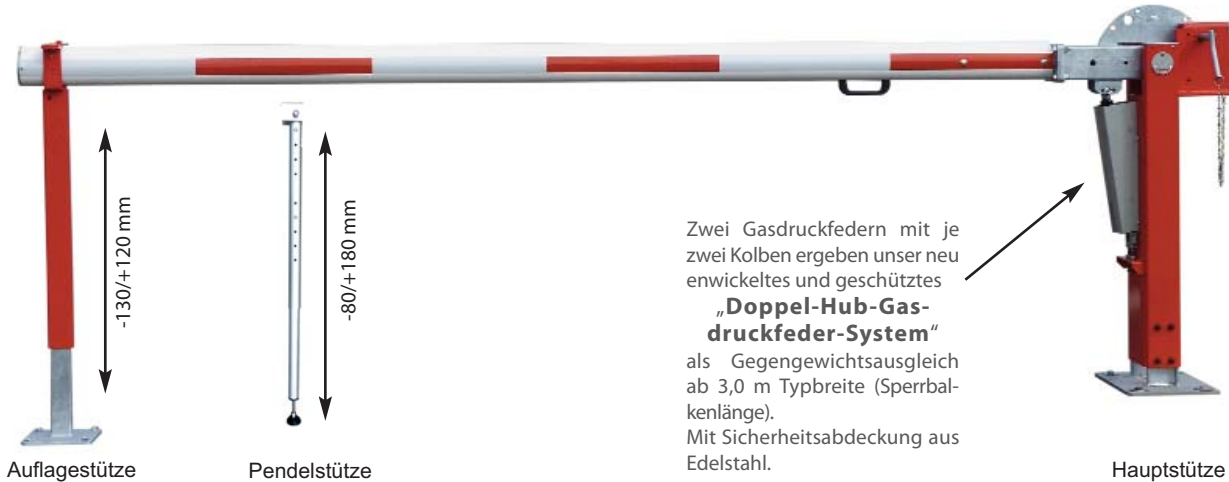 -130/+120 mm
-80/+180 mm
Zwei Gasdruckfedern mit je
zwei Kolben ergeben unser neu
enwickeltes und geschütztes
„Doppel-Hub-Gas-
druckfeder-System“
als Gegengewichtsausgleich
ab 3,0 m Typbreite (Sperrbal-
kenlänge).
Mit Sicherheitsabdeckung aus
Edelstahl.
Auflagestütze
Pendelstütze
Hauptstütze